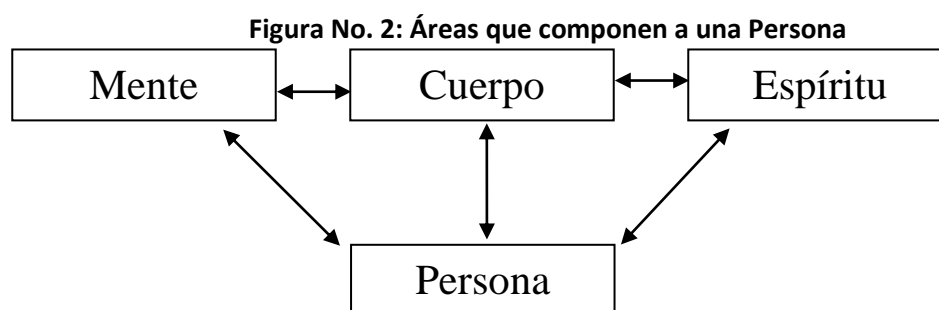 Figura No. 2: Áreas que componen a una Persona
Mente Cuerpo Espíritu
Persona